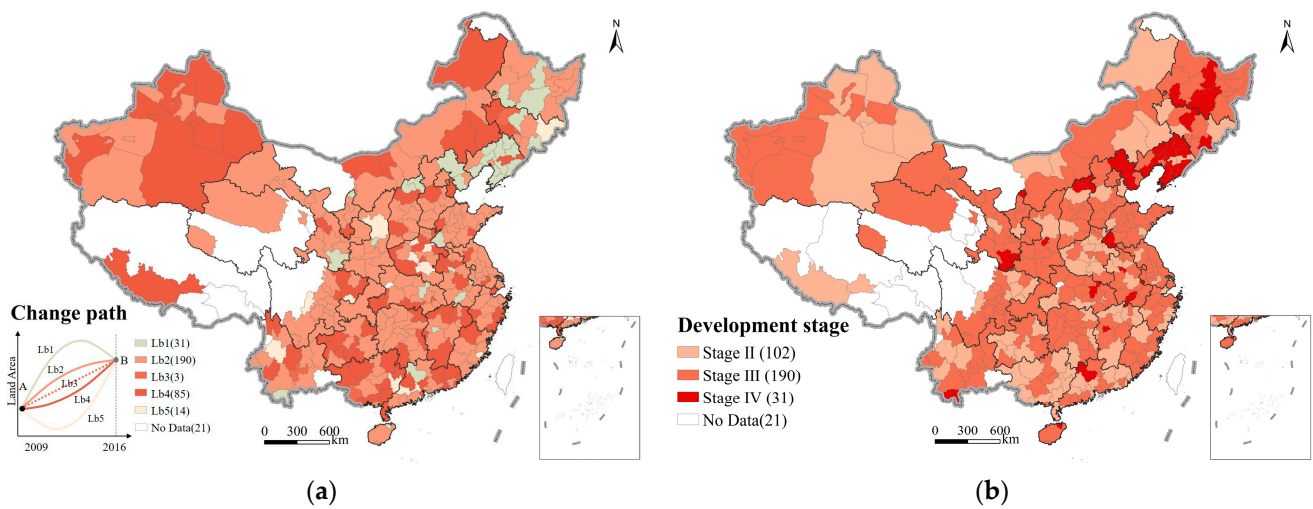 N
Change path
Land Area
A
B
Lb1
Lb2
Lb3
Lb4
Lb5
2009
2016
Lb1(31)
Lb2(190)
Lb3(3)
Lb4(85)
Lb5(14)
No Data(21)
0 300 600
km
(a)
N
Development stage
Stage II (102)
Stage III (190)
Stage IV (31)
No Data(21)
0 300 600
km
(b)